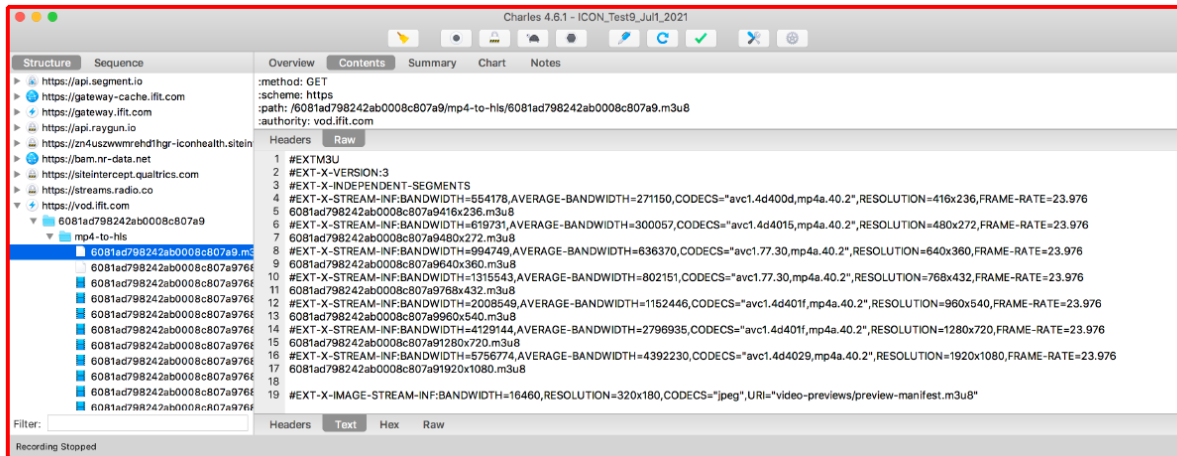 Charles 4.6.1 - ICON_Test9_Jul1_2021
Structure
Sequence
https://api.segment.io
https://gateway-cache.ifit.com
https://gateway.ifit.com
https://api.raygun.io
https://zn4uszwwmrehd1hgr-iconhealth.sitein
https://bam.nr-data.net
https://siteintercept.qualtrics.com
https://streams.radio.co
https://vod.ifit.com
6081ad798242ab0008c807a9
mp4-to-hls
6081ad798242ab0008c807a9.m3
6081ad798242ab0008c807a9768
6081ad798242ab0008c807a9768
6081ad798242ab0008c807a9768
6081ad798242ab0008c807a9768
6081ad798242ab0008c807a9768
6081ad798242ab0008c807a9768
6081ad798242ab0008c807a9768
6081ad798242ab0008c807a9768
6081ad798242ab0008c807a9768
6081ad798242ab0008c807a9768
Filter:
Recording Stopped
Overview
Contents
Summary
Chart
Notes
:method: GET
:scheme: https
:path: /6081ad798242ab0008c807a9/mp4-to-hls/6081ad798242ab0008c807a9.m3u8
:authority: vod.ifit.com
Headers
Raw
1 #EXTM3U
2 #EXT-X-VERSION:3
3 #EXT-X-INDEPENDENT-SEGMENTS
4 #EXT-X-STREAM-INF:BANDWIDTH=554178,AVERAGE-BANDWIDTH=271150,CODECS="avc1.4d400d,mp4a.40.2",RESOLUTION=416x236,FRAME-RATE=23.976
5 6081ad798242ab0008c807a9416x236.m3u8
6 #EXT-X-STREAM-INF:BANDWIDTH=619731,AVERAGE-BANDWIDTH=300057,CODECS="avc1.4d4015,mp4a.40.2",RESOLUTION=480x272,FRAME-RATE=23.976
7 6081ad798242ab0008c807a9480x272.m3u8
8 #EXT-X-STREAM-INF:BANDWIDTH=994749,AVERAGE-BANDWIDTH=636370,CODECS="avc1.77.30,mp4a.40.2",RESOLUTION=640x360,FRAME-RATE=23.976
9 6081ad798242ab0008c807a9640x360.m3u8
10 #EXT-X-STREAM-INF:BANDWIDTH=1315543,AVERAGE-BANDWIDTH=802151,CODECS="avc1.77.30,mp4a.40.2",RESOLUTION=768x432,FRAME-RATE=23.976
11 6081ad798242ab0008c807a9768x432.m3u8
12 #EXT-X-STREAM-INF:BANDWIDTH=2008549,AVERAGE-BANDWIDTH=1152446,CODECS="avc1.4d401f,mp4a.40.2",RESOLUTION=960x540,FRAME-RATE=23.976
13 6081ad798242ab0008c807a9960x540.m3u8
14 #EXT-X-STREAM-INF:BANDWIDTH=4129144,AVERAGE-BANDWIDTH=2796935,CODECS="avc1.4d401f,mp4a.40.2",RESOLUTION=1280x720,FRAME-RATE=23.976
15 6081ad798242ab0008c807a91280x720.m3u8
16 #EXT-X-STREAM-INF:BANDWIDTH=5756774,AVERAGE-BANDWIDTH=4392230,CODECS="avc1.4d4029,mp4a.40.2",RESOLUTION=1920x1080,FRAME-RATE=23.976
17 6081ad798242ab0008c807a91920x1080.m3u8
18
19 #EXT-X-IMAGE-STREAM-INF:BANDWIDTH=16460,RESOLUTION=320x180,CODECS="jpeg",URI="video-previews/preview-manifest.m3u8"
Headers
Text
Hex
Raw